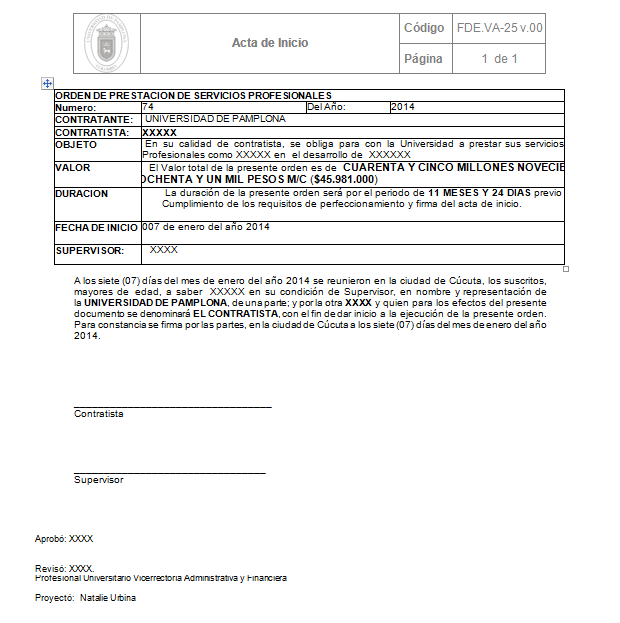 Acta de Inicio
Código
FDE.VA-25 v.00
Página
1 de 1
ORDEN DE PRESTACION DE SERVICIOS PROFESIONALES
Numero: 74 Del Año: 2014
CONTRATANTE: UNIVERSIDAD DE PAMPLONA
CONTRATISTA: XXXXX
OBJETO En su calidad de contratista, se obliga para con la Universidad a prestar sus servicios
Profesionales como XXXXX en el desarrollo de XXXXXX
VALOR El Valor total de la presente orden es de CUARENTA Y CINCO MILLONES NOVECIE
OCHENTA Y UN MIL PESOS M/C ($45.981.000)
DURACION La duración de la presente orden será por el periodo de 11 MESES Y 24 DIAS previo
Cumplimiento de los requisitos de perfeccionamiento y firma del acta de inicio.
FECHA DE INICIO 007 de enero del año 2014
SUPERVISOR: XXXX
A los siete (07) días del mes de enero del año 2014 se reunieron en la ciudad de Cúcuta, los suscritos,
mayores de edad, a saber XXXXX en su condición de Supervisor, en nombre y representación de
la UNIVERSIDAD DE PAMPLONA, de una parte; y por la otra XXXX y quien para los efectos del presente
documento se denominará EL CONTRATISTA, con el fin de dar inicio a la ejecución de la presente orden.
Para constancia se firma por las partes, en la ciudad de Cúcuta a los siete (07) días del mes de enero del año
2014.
Contratista
Supervisor
Aprobó: XXXX
Revisó: XXXX.
Profesional Universitario Vicerrectoria Administrativa y Financiera
Proyectó: Natalie Urbina